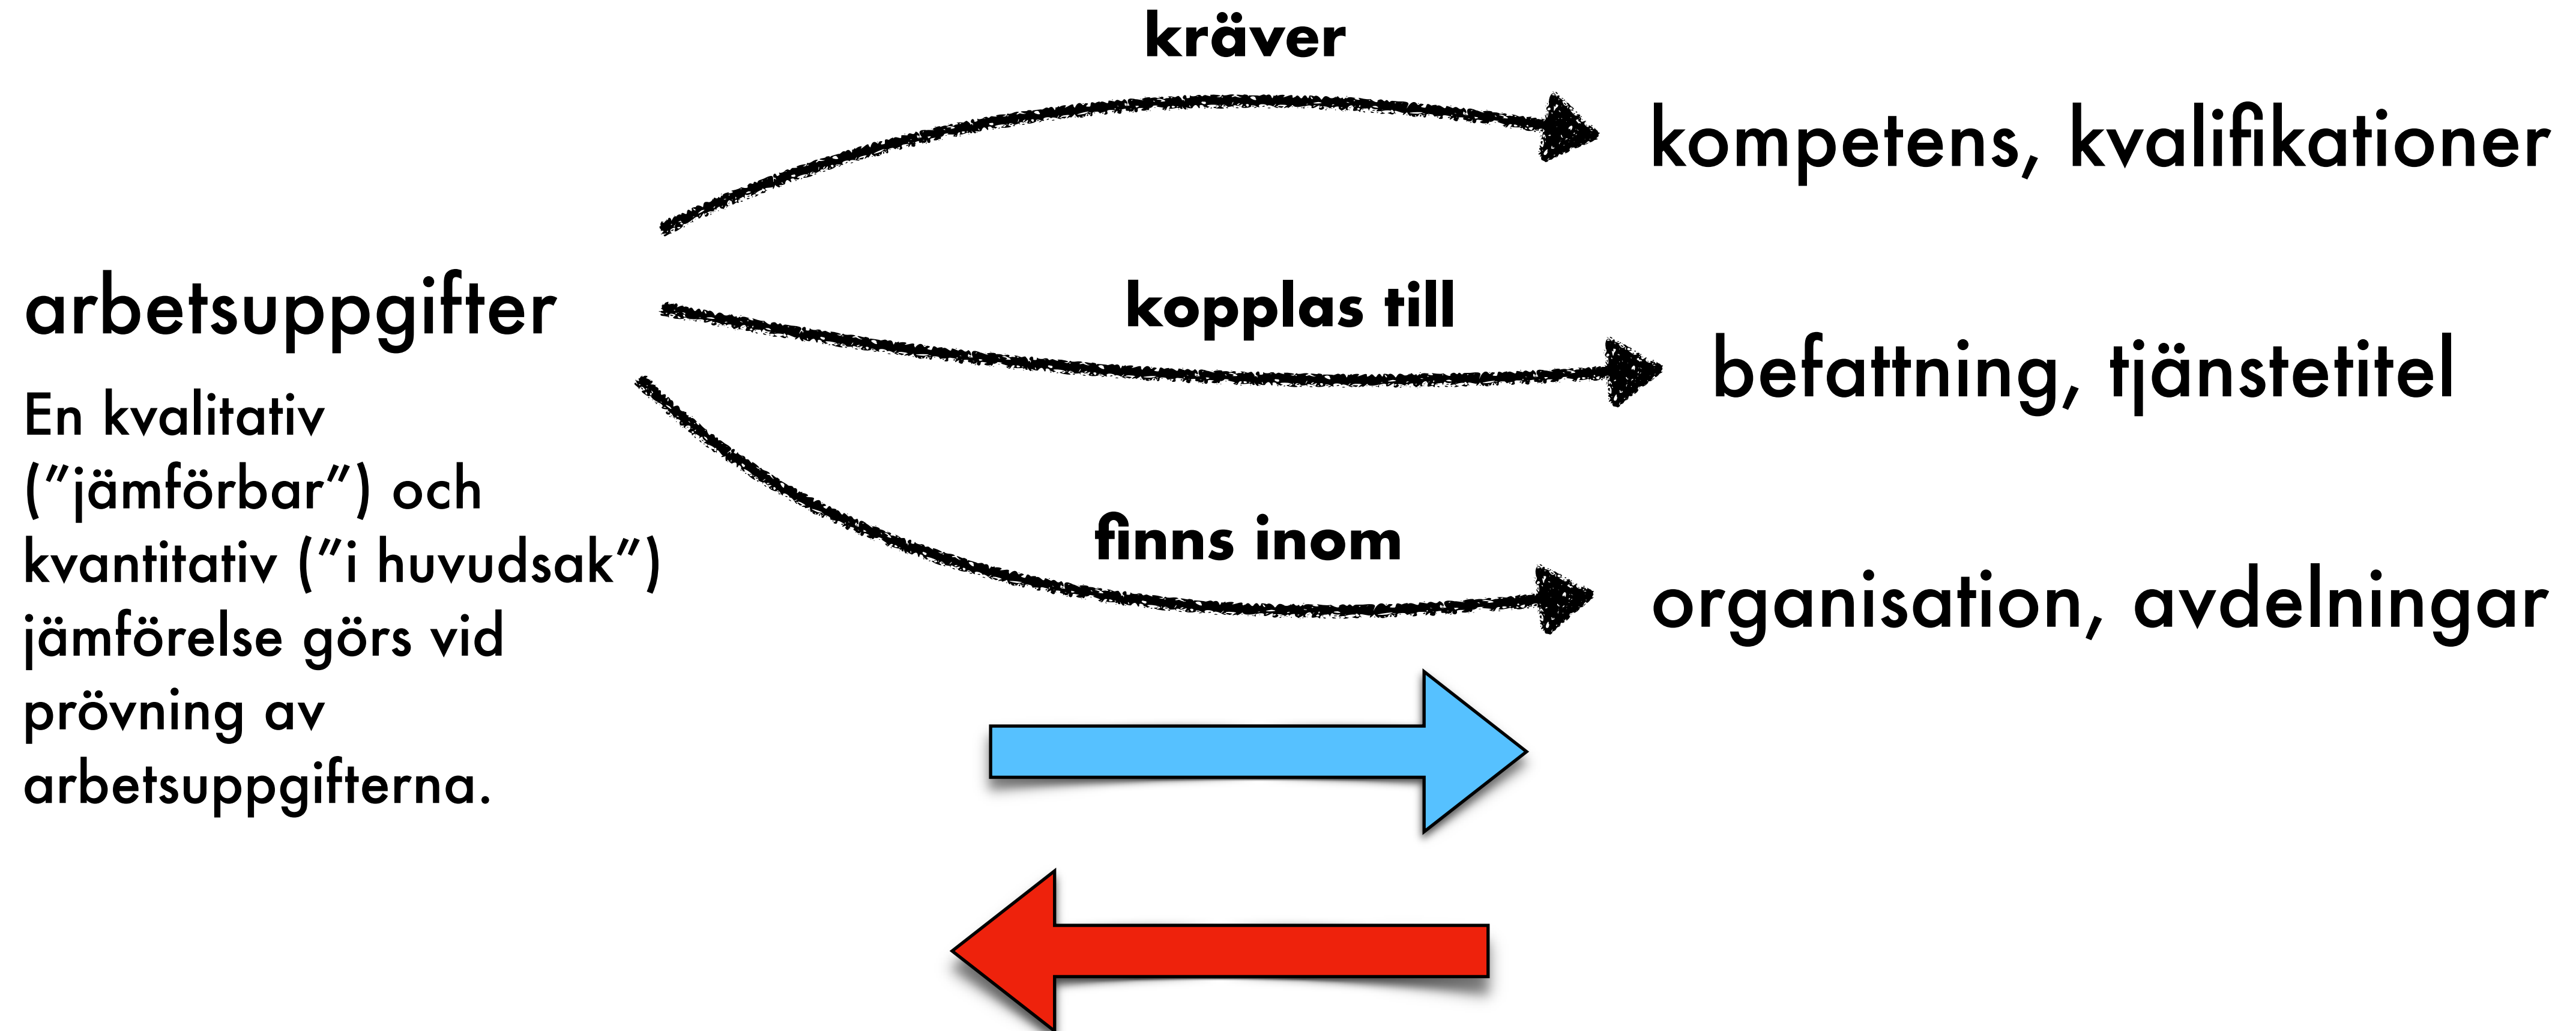 kräver
kompetens, kvalifikationer
arbetsuppgifter
kopplas till
befattning, tjänstetitel
En kvalitativ
(”jämförbar”) och
kvantitativ (”i huvudsak”)
jämförelse görs vid
prövning av
arbetsuppgifterna.
finns inom
organisation, avdelningar